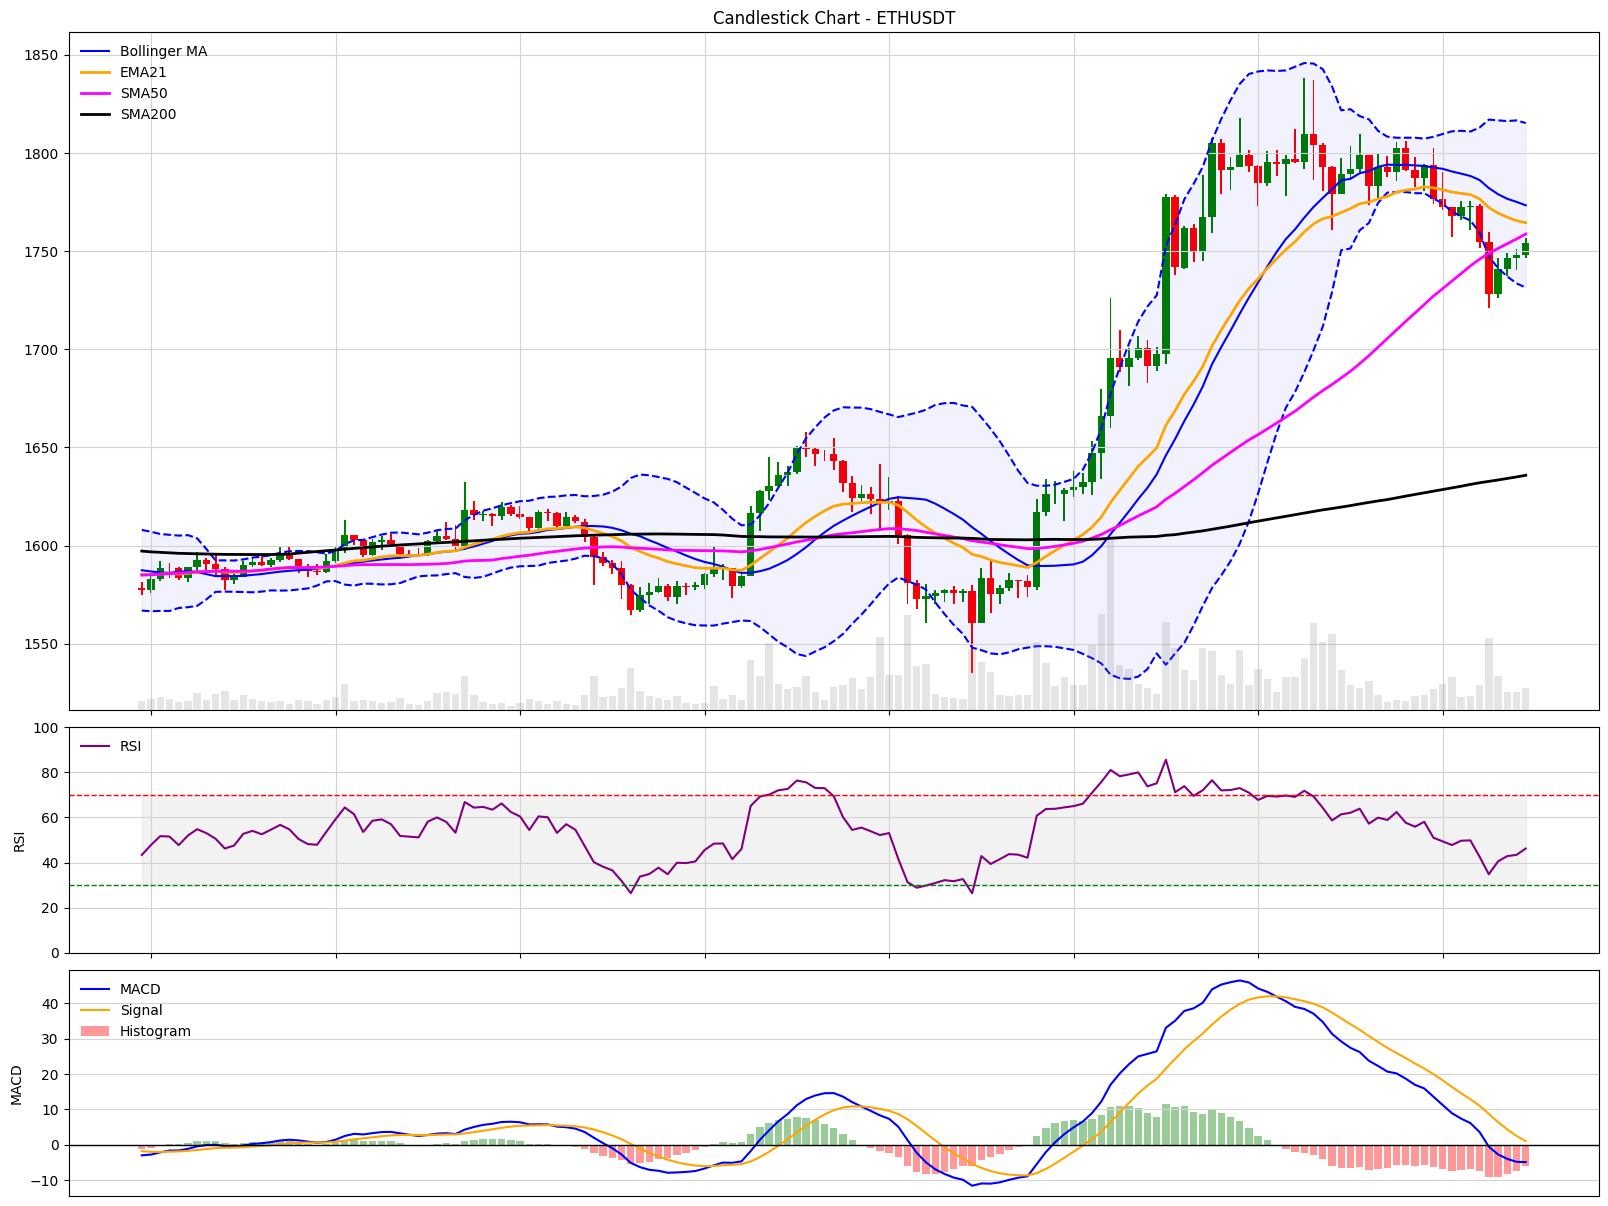 Candlestick Chart - ETHUSDT
1850
1800
1750
1700
1650
1600
1550
Bollinger MA
EMA21
SMA50
SMA200
100
80
60
40
20
0
RSI
RSI
40
30
20
10
0
−10
MACD
MACD
Signal
Histogram